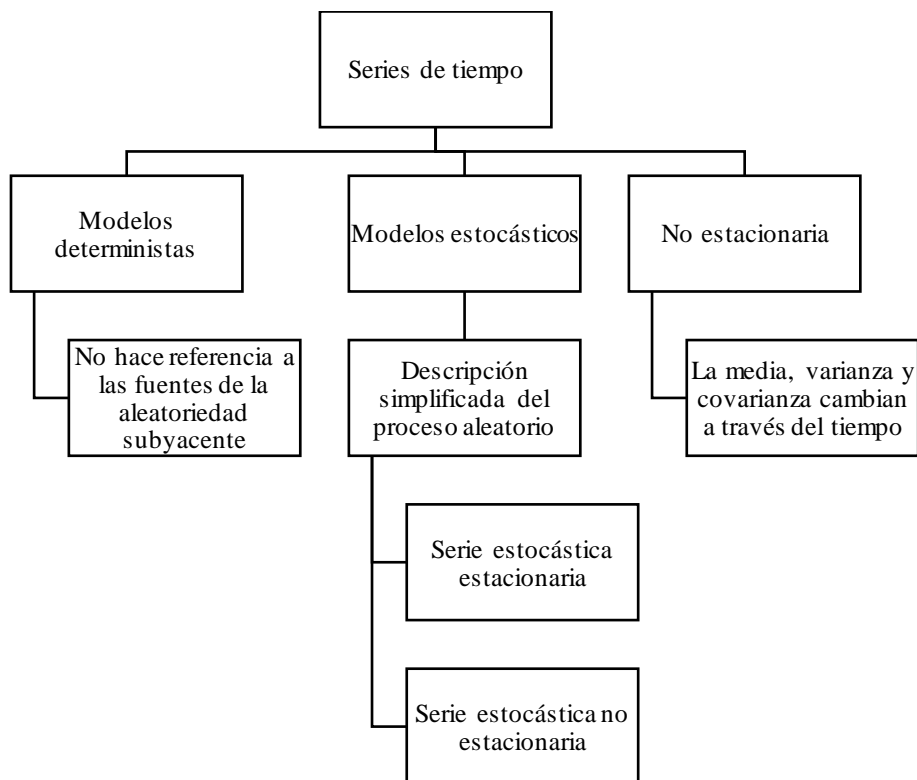 Series de tiempo
Modelos
deterministas
Modelos estocásticos
No estacionaria
No hace referencia a
las fuentes de la
aleatoriedad
subyacente
Descripción
simplificada del
proceso aleatorio
La media, varianza y
covarianza cambian
a través del tiempo
Serie estocástica
estacionaria
Serie estocástica no
estacionaria